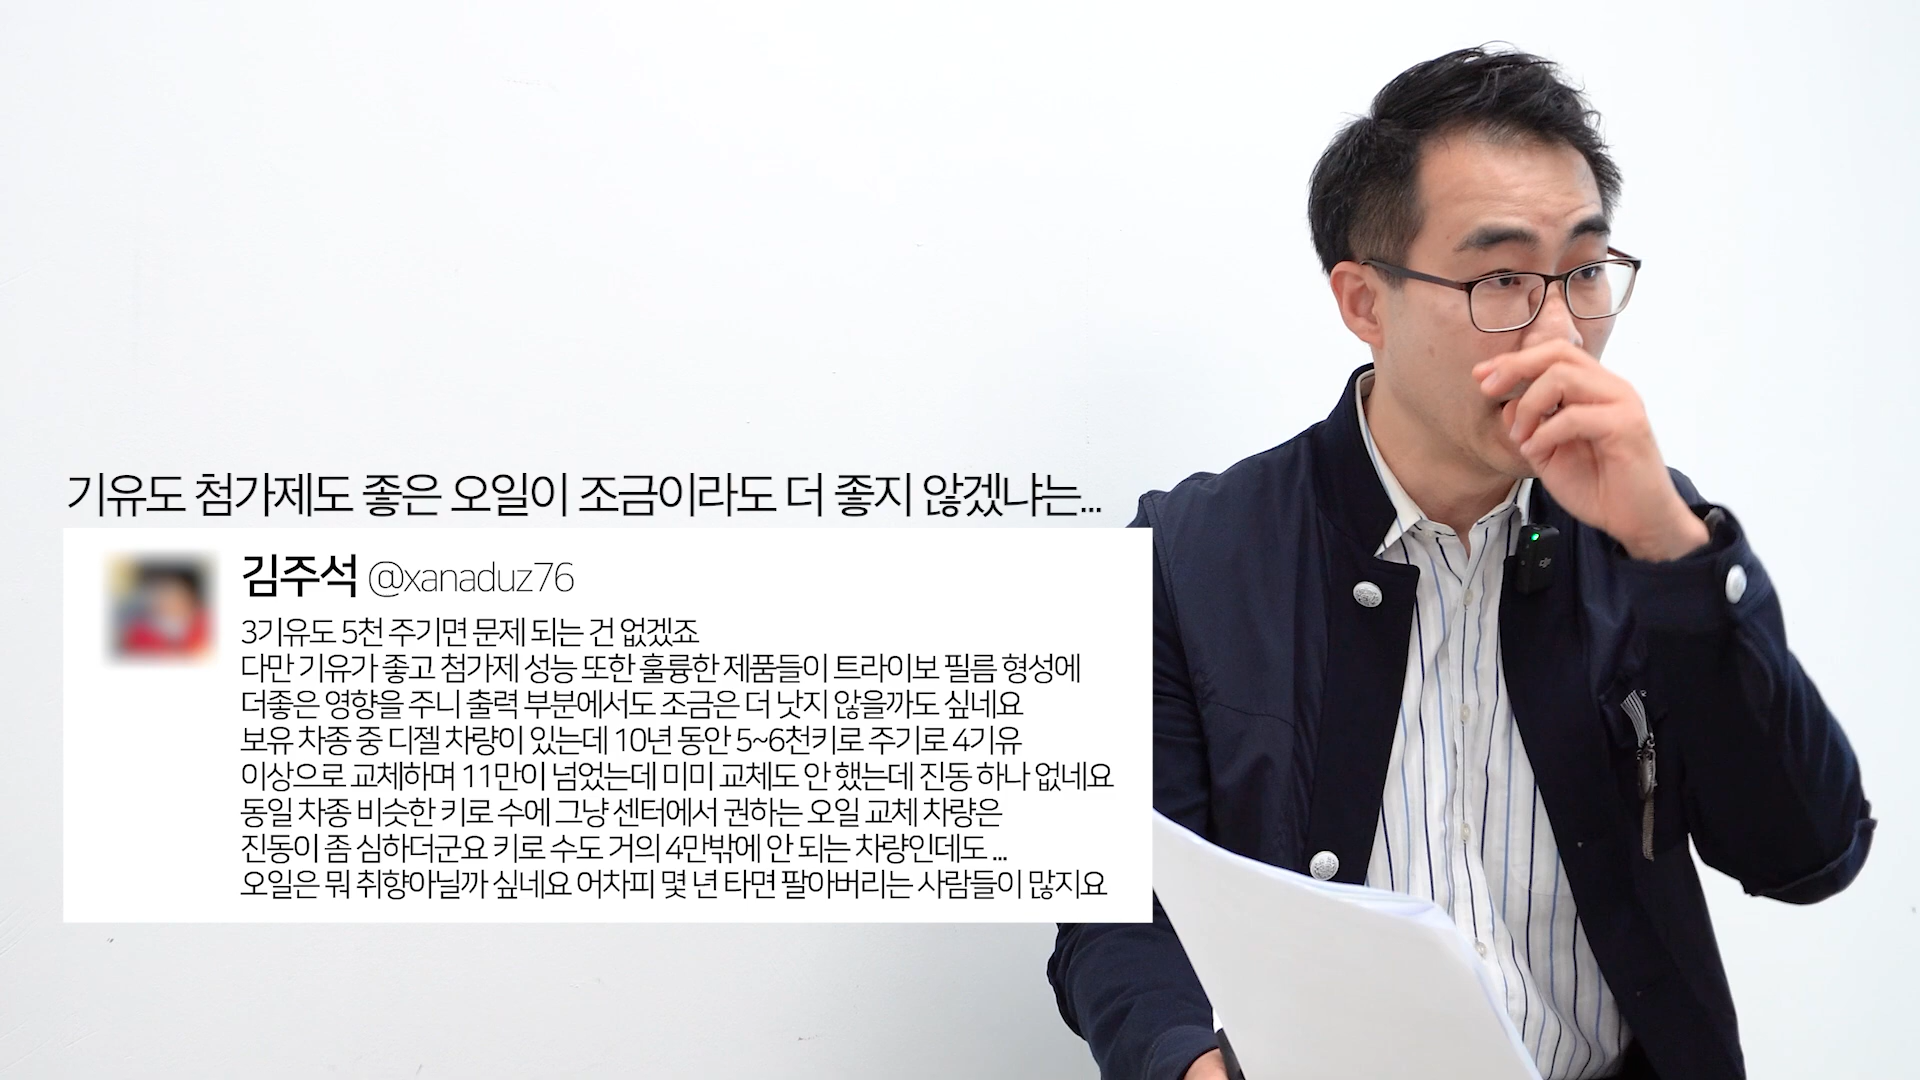 기유도 첨가제도 좋은 오일이 조금이라도 더 좋지 않겠냐는...
김주석 @xanaduz76
3기유도 5천 주기면 문제 되는 건 없겠죠
다만 기유가 좋고 첨가제 성능 또한 훌륭한 제품들이 트라이보 필름 형성에
더좋은 영향을 주니 출력 부분에서도 조금은 더 낫지 않을까도 싶네요
보유 차종 중 디젤 차량이 있는데 10년 동안 5~6천키로 주기로 4기유
이상으로 교체하며 11만이 넘었는데 미미 교체도 안 했는데 진동 하나 없네요
동일 차종 비슷한 키로 수에 그냥 센터에서 권하는 오일 교체 차량은
진동이 좀 심하더군요 키로 수도 거의 4만밖에 안 되는 차량인데도 ...
오일은 뭐 취향아닐까 싶네요 어차피 몇 년 타면 팔아버리는 사람들이 많지요